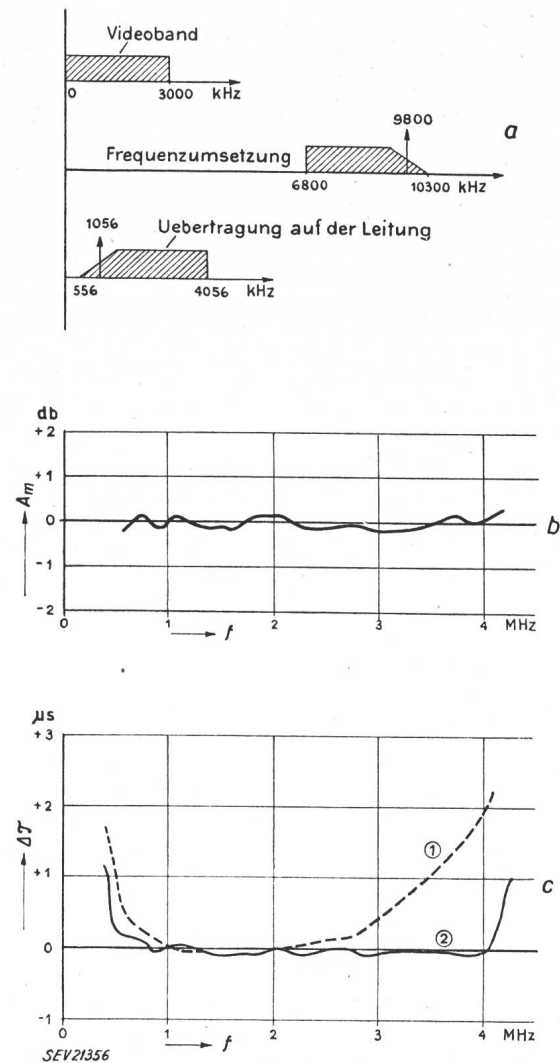 Videoband
0 3000 kHz
a
9800
Frequenzumsetzung
6800 10300 kHz
1056
Uebertragung auf der Leitung
556 4056 kHz
db
+2
+1
0
-1
-2
Am
0 1 2 3 4 MHz
f
b
µs
+3
+2
+1
0
-1
Δτ
①
②
c
0 1 2 3 4 MHz
f
SEV21356